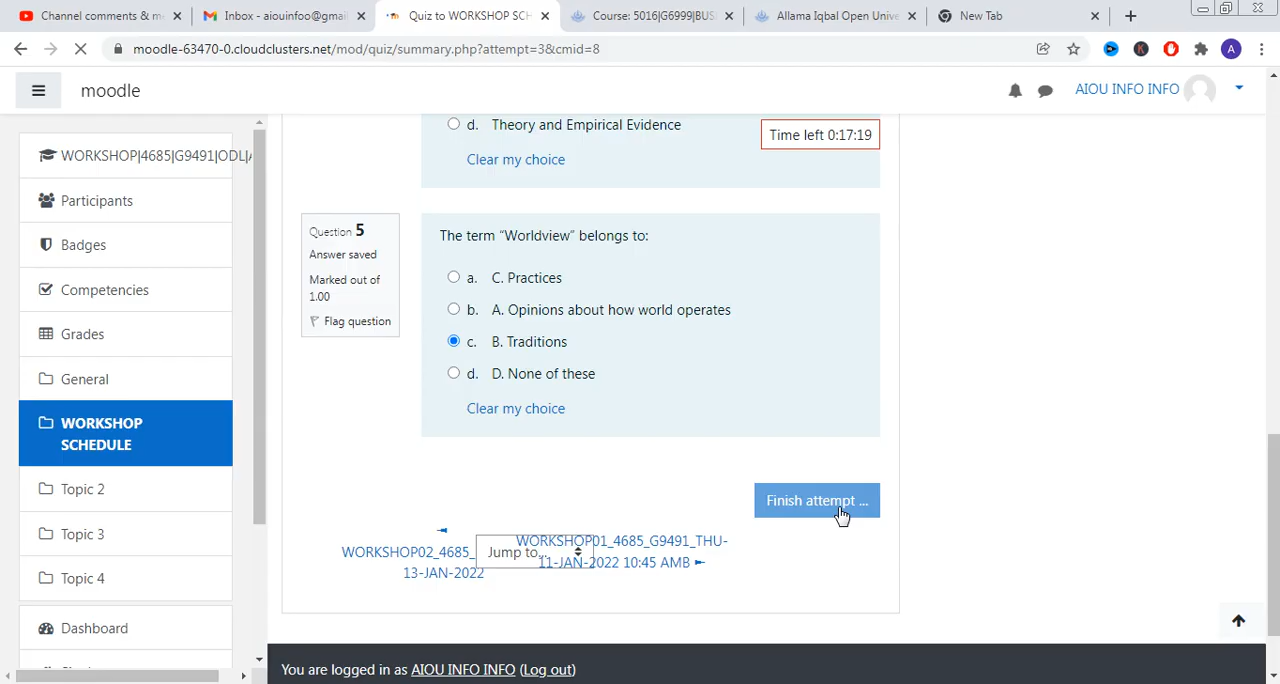 Channel comments & m
Inbox - aiouinfoo@gmai
Quiz to WORKSHOP SCH
Course: 5016|G6999|BUS
Allama Iqbal Open Unive
New Tab
moodle-63470-0.cloudclusters.net/mod/quiz/summary.php?attempt=3&cmid=8
K
A
moodle
AIOU INFO INFO
WORKSHOP|4685|G9491|ODL|A
Participants
Badges
Competencies
Grades
General
WORKSHOP
SCHEDULE
Topic 2
Topic 3
Topic 4
Dashboard
d. Theory and Empirical Evidence
Time left 0:17:19
Clear my choice
Question 5
Answer saved
Marked out of
1.00
Flag question
The term “Worldview” belongs to:
a. C. Practices
b. A. Opinions about how world operates
c. B. Traditions
d. D. None of these
Clear my choice
Finish attempt ...
WORKSHOP02_4685_
13-JAN-2022
Jump to...
WORKSHOP01_4685_G9491_THU-
11-JAN-2022 10:45 AMB
You are logged in as AIOU INFO INFO (Log out)